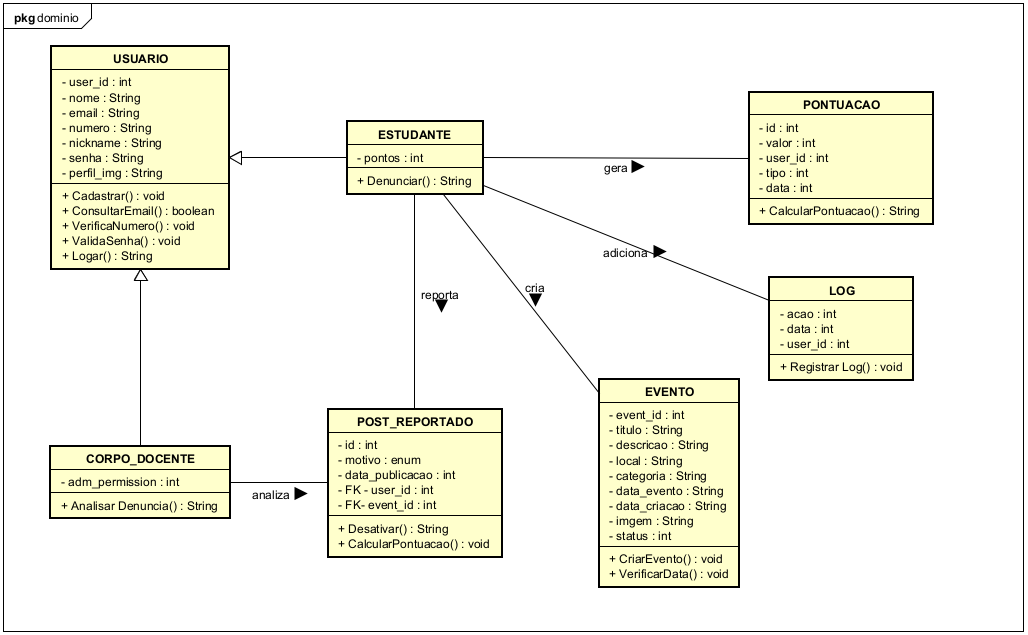 pkg dominio
USUARIO
- user_id : int
- nome : String
- email : String
- numero : String
- nickname : String
- senha : String
- perfil_img : String
+ Cadastrar() : void
+ ConsultarEmail() : boolean
+ VerificaNumero() : void
+ ValidaSenha() : void
+ Logar() : String
ESTUDANTE
- pontos : int
+ Denunciar() : String
gera
PONTUACAO
- id : int
- valor : int
- user_id : int
- tipo : int
- data : int
+ CalcularPontuacao() : String
adiciona
LOG
- acao : int
- data : int
- user_id : int
+ Registrar Log() : void
reporta
cria
EVENTO
- event_id : int
- titulo : String
- descricao : String
- local : String
- categoria : String
- data_evento : String
- data_criacao : String
- imgem : String
- status : int
+ CriarEvento() : void
+ VerificarData() : void
POST_REPORTADO
- id : int
- motivo : enum
- data_publicacao : int
- FK - user_id : int
- FK- event_id : int
+ Desativar() : String
+ CalcularPontuacao() : void
CORPO_DOCENTE
- adm_permission : int
+ Analisar Denuncia() : String
analiza